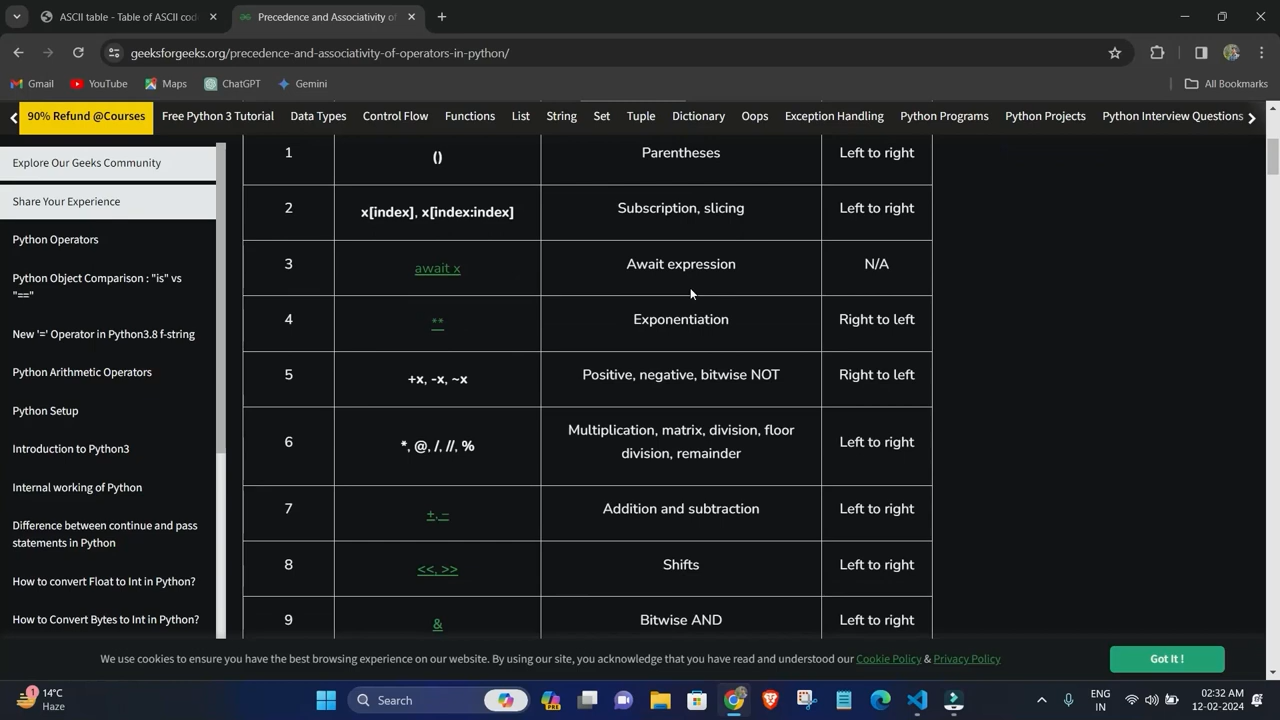 ASCII table - Table of ASCII cod
Precedence and Associativity of
geeksforgeeks.org/precedence-and-associativity-of-operators-in-python/
Gmail
YouTube
Maps
ChatGPT
Gemini
All Bookmarks
90% Refund @Courses
Free Python 3 Tutorial
Data Types
Control Flow
Functions
List
String
Set
Tuple
Dictionary
Oops
Exception Handling
Python Programs
Python Projects
Python Interview Questions
Explore Our Geeks Community
Share Your Experience
Python Operators
Python Object Comparison : "is" vs
"=="
New '=' Operator in Python3.8 f-string
Python Arithmetic Operators
Python Setup
Introduction to Python3
Internal working of Python
Difference between continue and pass
statements in Python
How to convert Float to Int in Python?
How to Convert Bytes to Int in Python?
1 () Parentheses Left to right
2 x[index], x[index:index] Subscription, slicing Left to right
3 await x Await expression N/A
4 ** Exponentiation Right to left
5 +x, -x, ~x Positive, negative, bitwise NOT Right to left
6 *, @, /, //, % Multiplication, matrix, division, floor Left to right
division, remainder
7 +, – Addition and subtraction Left to right
8 <<, >> Shifts Left to right
9 & Bitwise AND Left to right
We use cookies to ensure you have the best browsing experience on our website. By using our site, you acknowledge that you have read and understood our Cookie Policy & Privacy Policy
Got It !
1
14°C
Haze
Search
PRE
ENG
IN
02:32 AM
12-02-2024